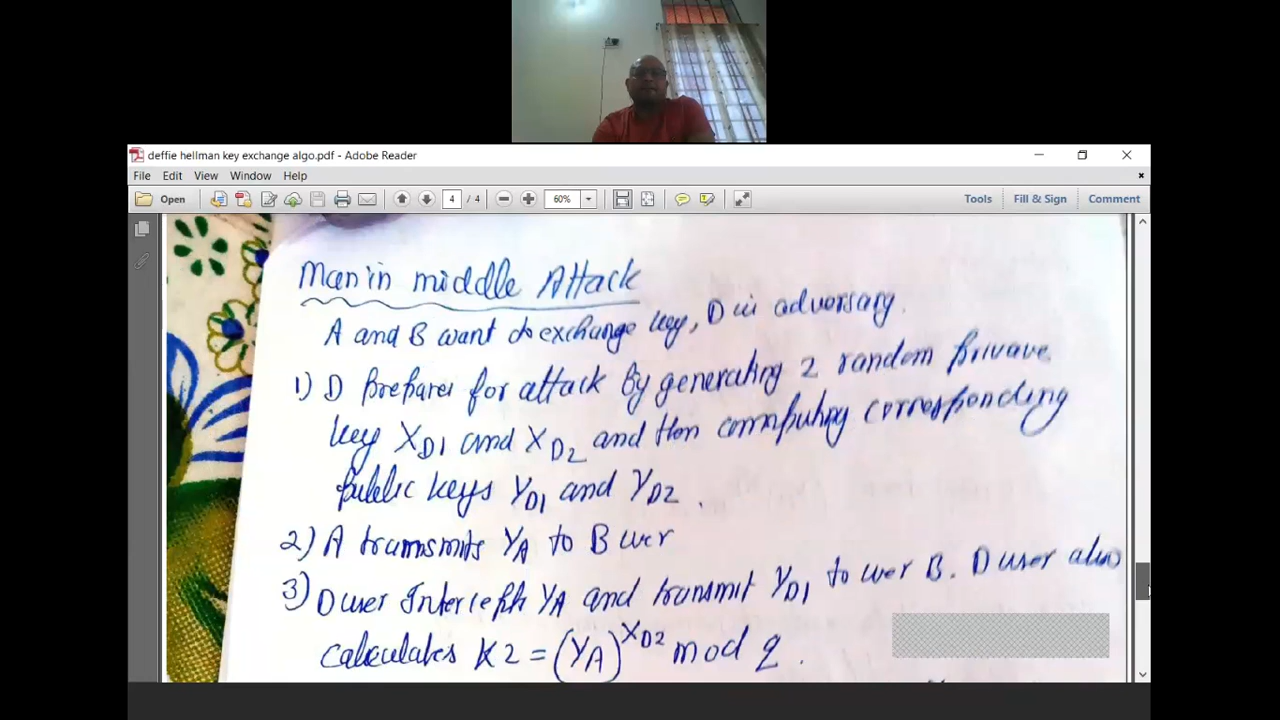 deffie hellman key exchange algo.pdf - Adobe Reader
File Edit View Window Help
Open 4 / 4 60% Tools Fill & Sign Comment
Man in middle Attack
A and B want to exchange key, D is adversary.
1) D prepares for attack by generating 2 random private
key XD1 and XD2 and then computing corresponding
public keys YD1 and YD2.
2) A transmits YA to B user
3) D user Intercepts YA and transmit YD1 to user B. D user also
calculates K2 = (YA)^XD2 mod q.